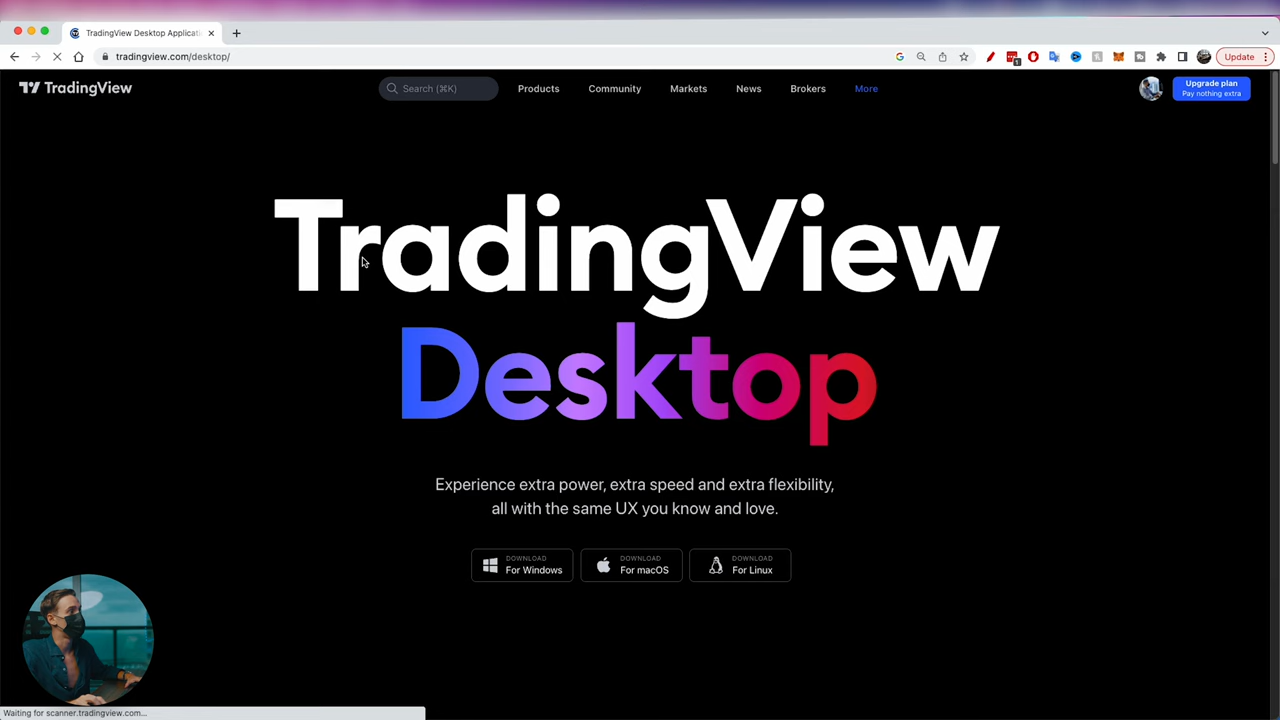 TradingView Desktop Applicati
tradingview.com/desktop/
Update
TradingView
Search (⌘K)
Products
Community
Markets
News
Brokers
More
Upgrade plan
Pay nothing extra
TradingView
Desktop
Experience extra power, extra speed and extra flexibility,
all with the same UX you know and love.
DOWNLOAD
For Windows
DOWNLOAD
For macOS
DOWNLOAD
For Linux
Waiting for scanner.tradingview.com...